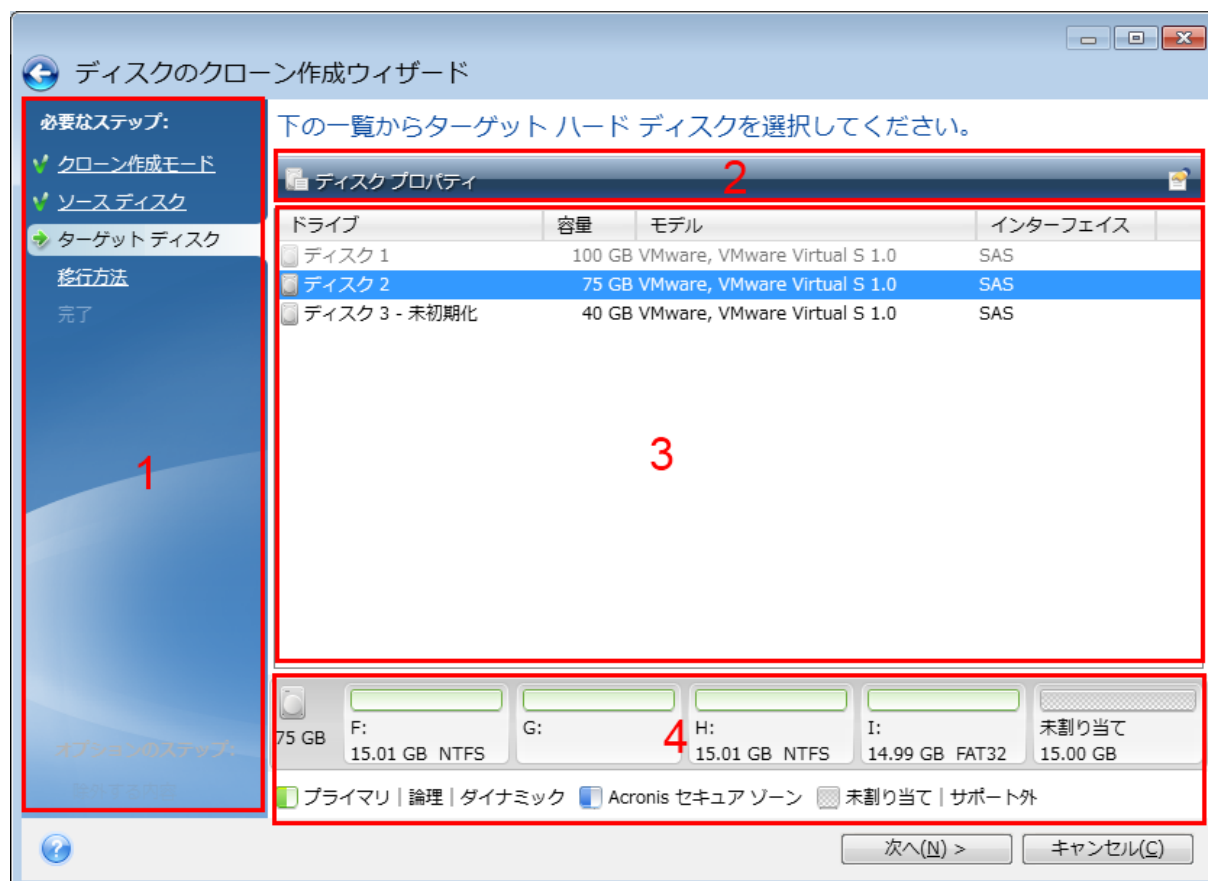 ディスクのクローン作成ウィザード
必要なステップ:
クローン作成モード
ソース ディスク
ターゲット ディスク
移行方法
完了
1
オプションのステップ:
下の一覧からターゲット ハード ディスクを選択してください。
ディスク プロパティ
2
ドライブ 容量 モデル インターフェイス
ディスク 1 100 GB VMware, VMware Virtual S 1.0 SAS
ディスク 2 75 GB VMware, VMware Virtual S 1.0 SAS
ディスク 3 - 未初期化 40 GB VMware, VMware Virtual S 1.0 SAS
3
75 GB
F:
15.01 GB NTFS
G:
4
H:
15.01 GB NTFS
I:
14.99 GB FAT32
未割り当て
15.00 GB
プライマリ | 論理 | ダイナミック Acronis セキュア ゾーン 未割り当て | サポート外
次へ(N) > キャンセル(C)